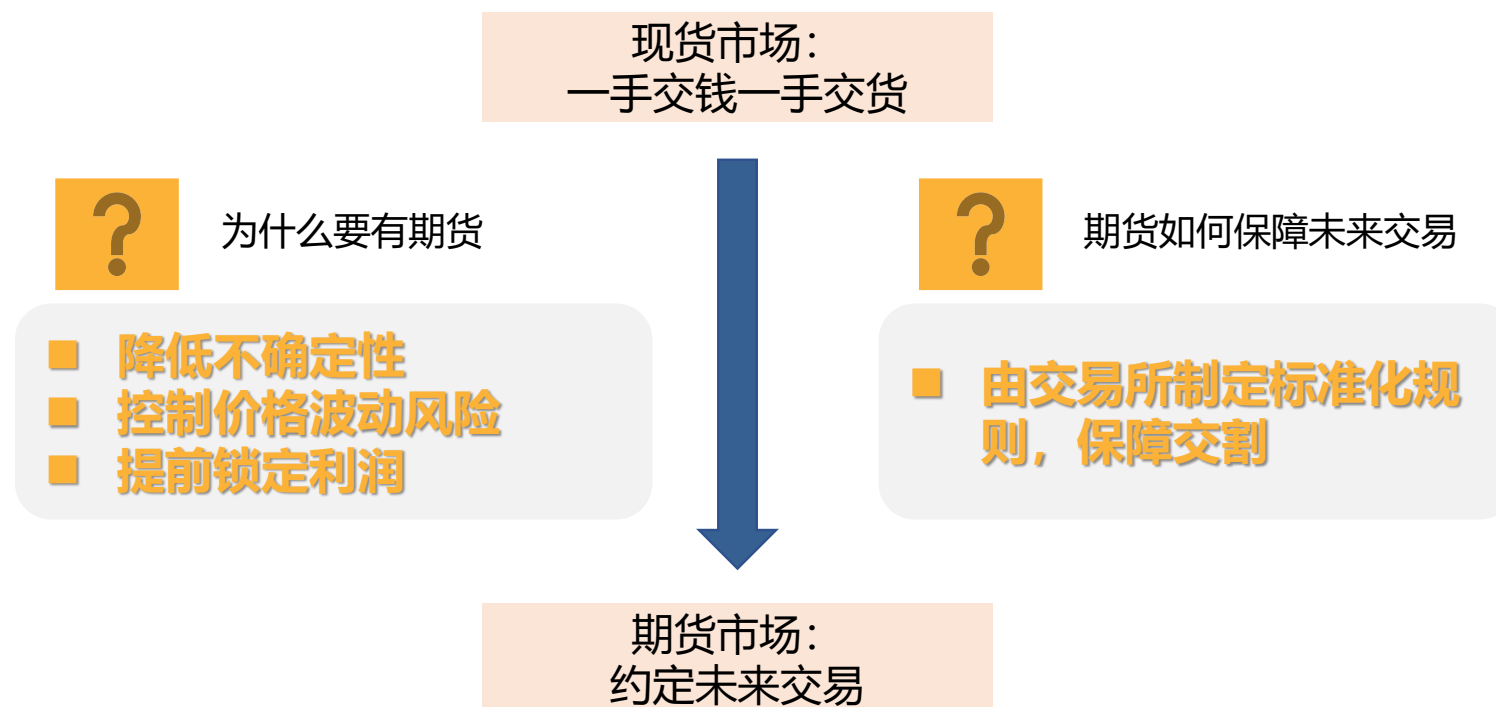 现货市场：
一手交钱一手交货
?
为什么要有期货
■ 降低不确定性
■ 控制价格波动风险
■ 提前锁定利润
?
期货如何保障未来交易
■ 由交易所制定标准化规
则，保障交割
期货市场：
约定未来交易